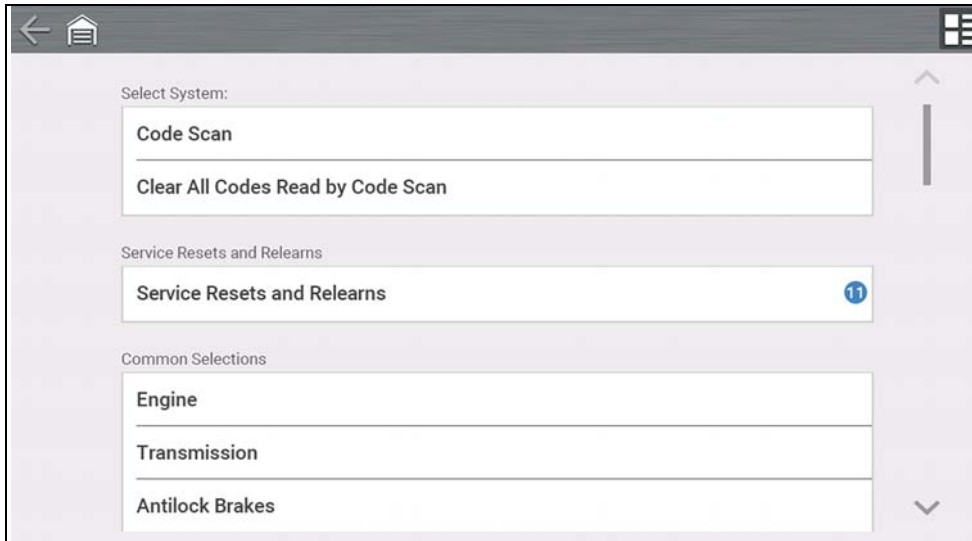 Select System:
Code Scan
Clear All Codes Read by Code Scan
Service Resets and Relearns
Service Resets and Relearns
11
Common Selections
Engine
Transmission
Antilock Brakes